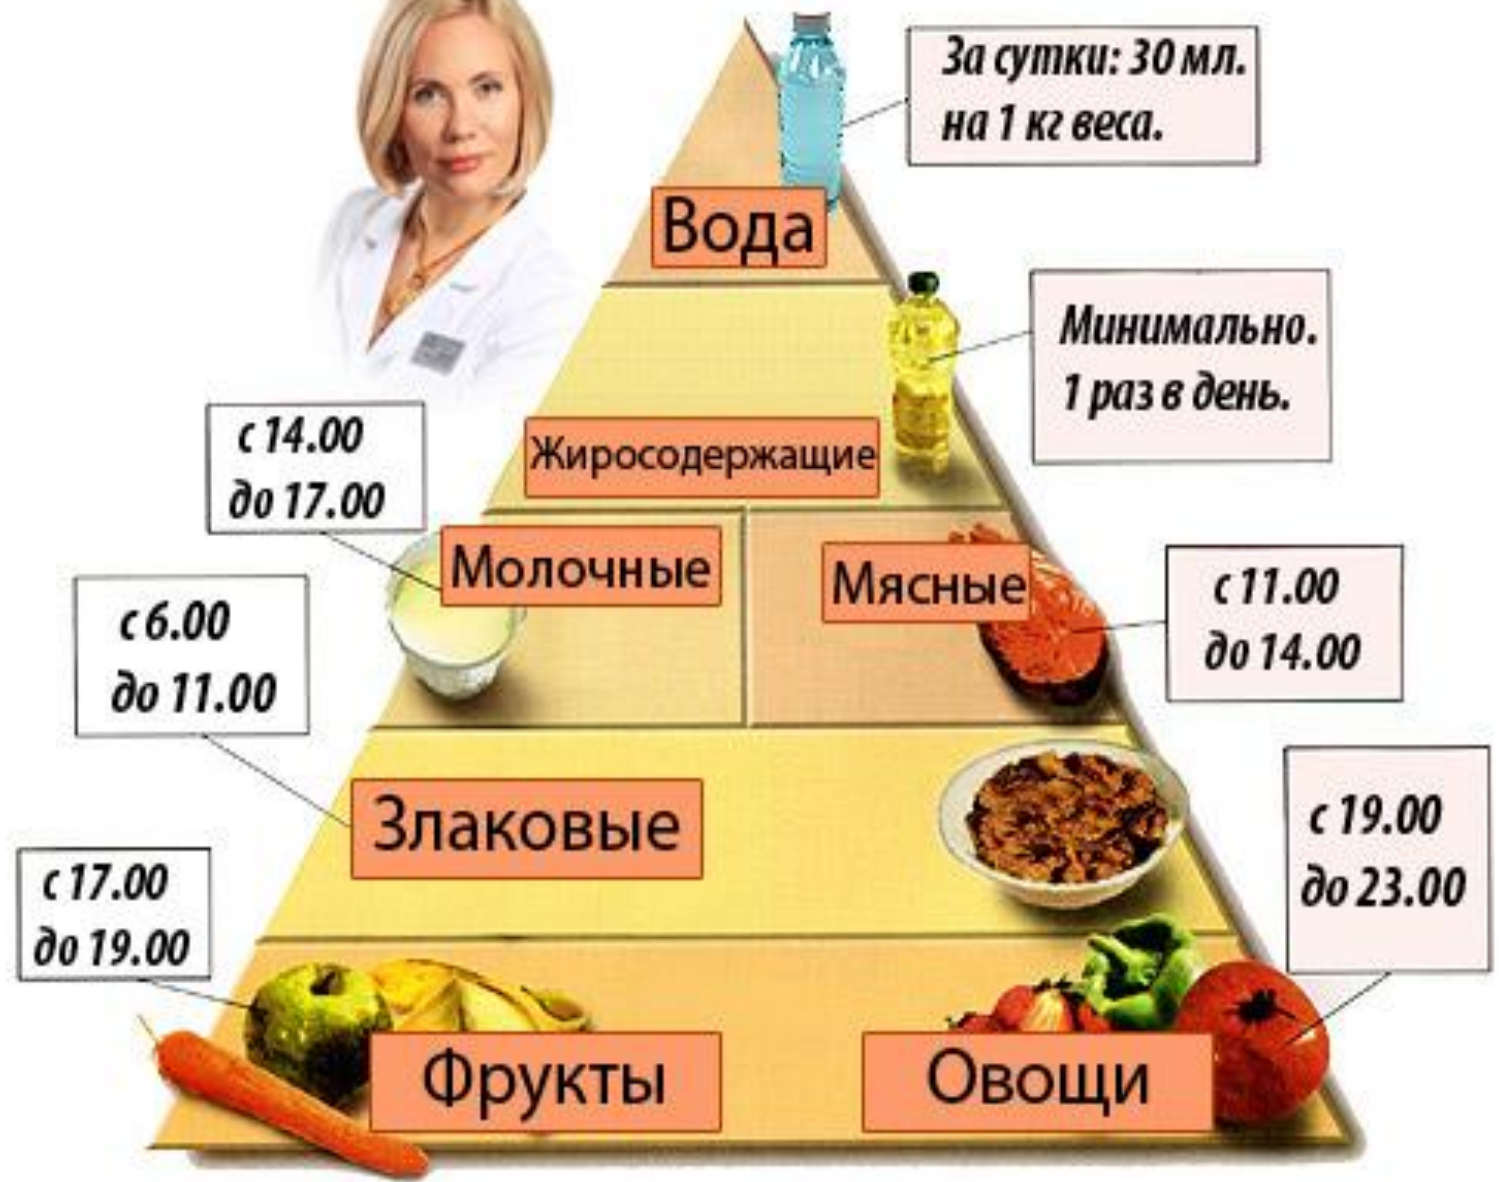 За сутки: 30 мл.
на 1 кг веса.
Вода
Минимально.
1 раз в день.
Жиросодержащие
с 14.00
до 17.00
Молочные
Мясные
с 11.00
до 14.00
с 6.00
до 11.00
Злаковые
с 19.00
до 23.00
с 17.00
до 19.00
Фрукты
Овощи